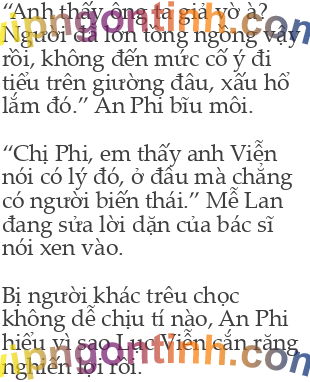 “Anh thấy ông ta giả vờ à?
Người đã lớn tồng ngồng vậy
rồi, không đến mức cố ý đi
tiểu trên giường đâu, xấu hổ
lắm đó.” An Phi bĩu môi.
“Chị Phi, em thấy anh Viễn
nói có lý đó, ở đâu mà chẳng
có người biến thái.” Mễ Lan
đang sửa lời dặn của bác sĩ
nói xen vào.
Bị người khác trêu chọc
không dễ chịu tí nào, An Phi
hiểu vì sao Lục Viễn cắn răng
nghiến lợi rồi.
vipngontinh.com
vipngontinh.com